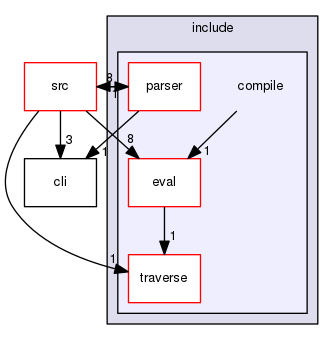 include
src
8
1
parser
compile
3
1
8
1
cli
eval
1
1
traverse